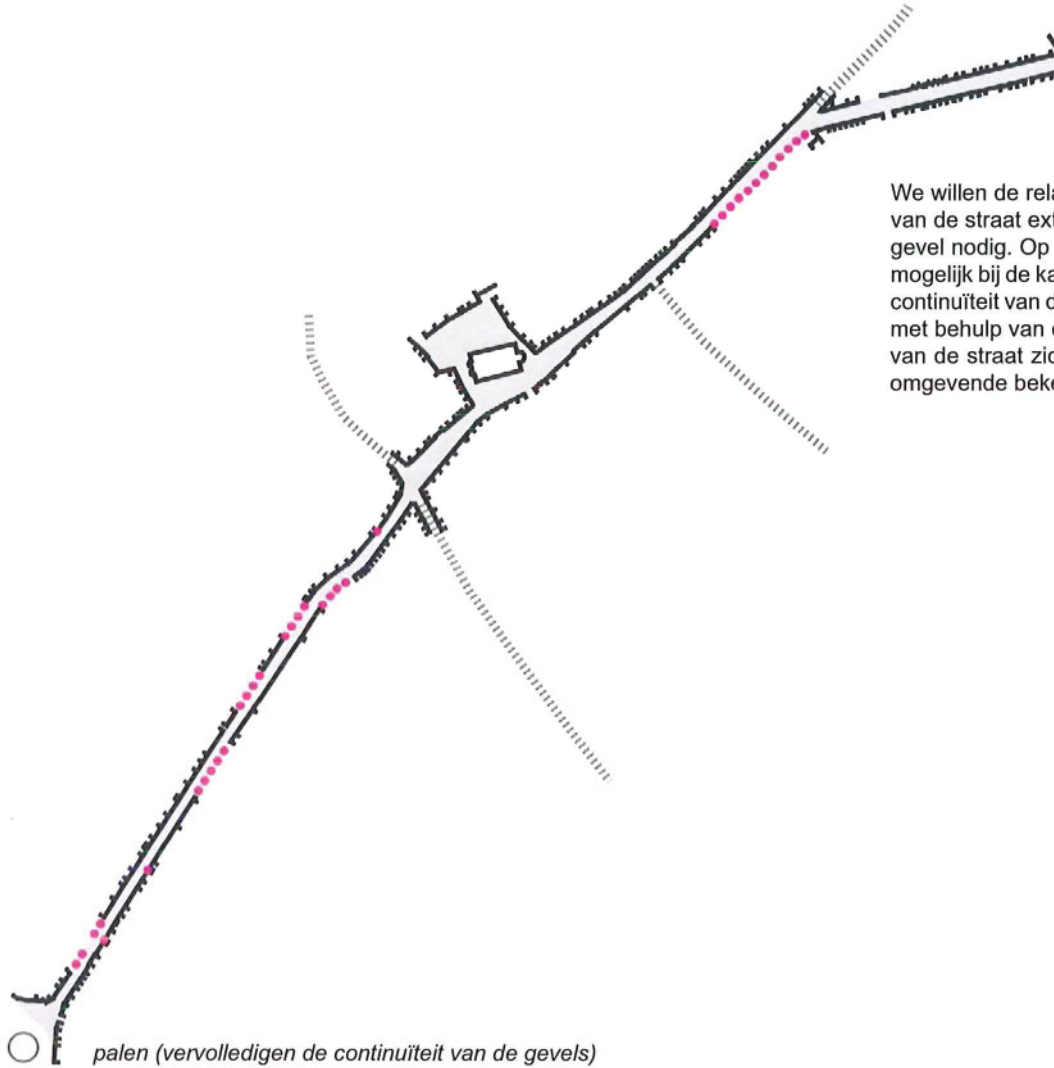 We willen de rela
van de straat ext
gevel nodig. Op
mogelijk bij de ka
continuïteit van d
met behulp van
van de straat zic
omgevende beke
palen (vervolledigen de continuïteit van de gevels)